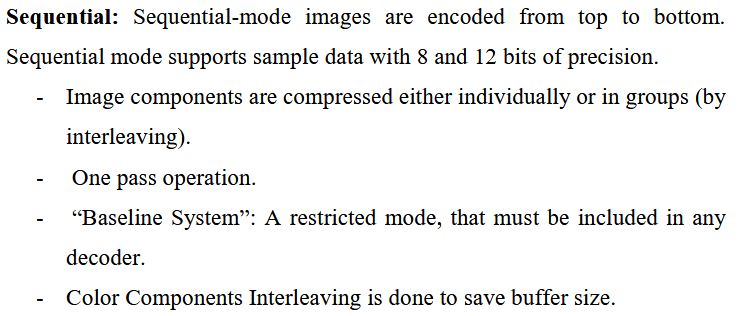 Sequential: Sequential-mode images are encoded from top to bottom.
Sequential mode supports sample data with 8 and 12 bits of precision.
- Image components are compressed either individually or in groups (by
interleaving).
- One pass operation.
- “Baseline System”: A restricted mode, that must be included in any
decoder.
- Color Components Interleaving is done to save buffer size.